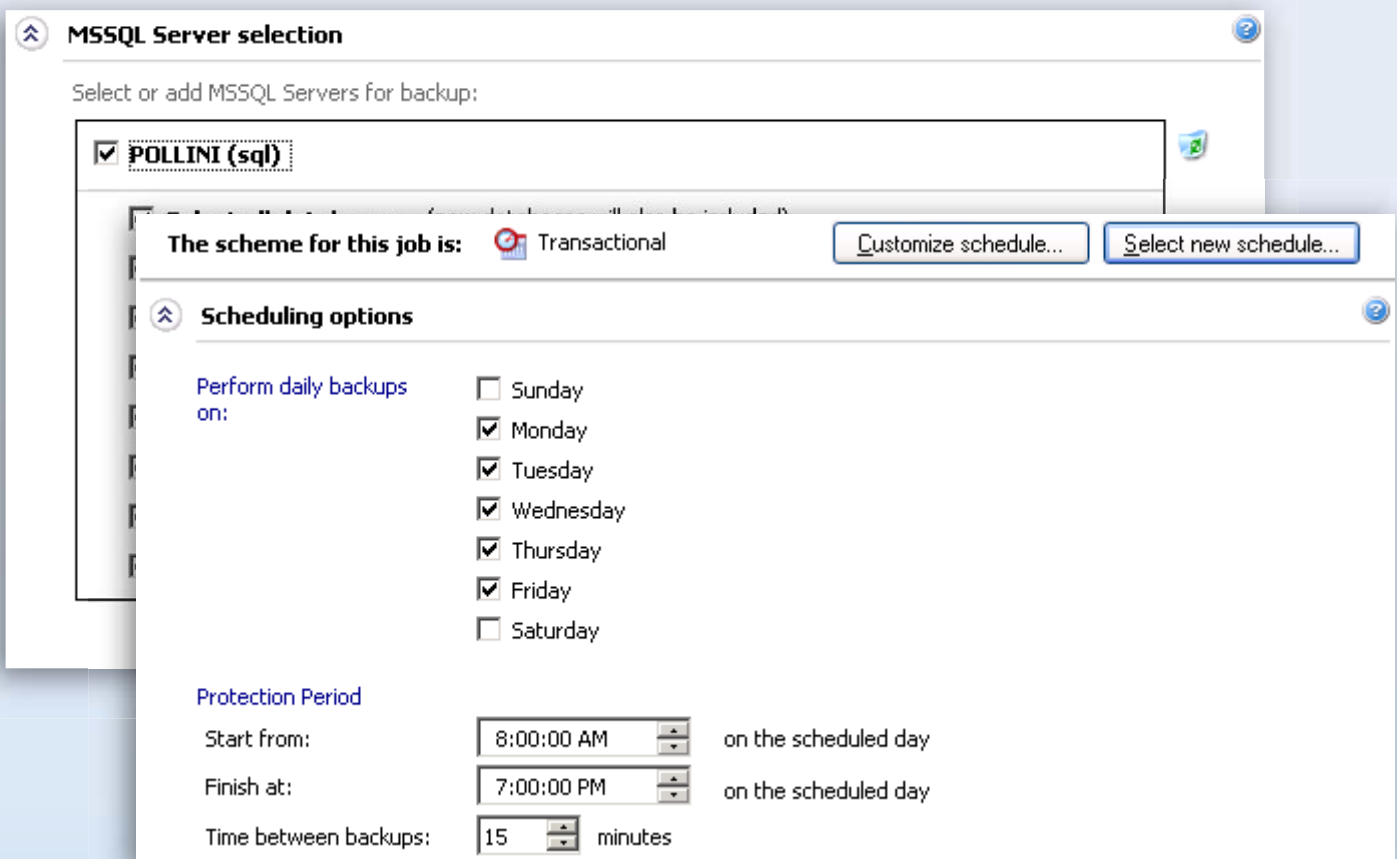 MSSQL Server selection
Select or add MSSQL Servers for backup:
POLLINI (sql)
The scheme for this job is: Transactional Customize schedule... Select new schedule...
Scheduling options
Perform daily backups
on:
Sunday
Monday
Tuesday
Wednesday
Thursday
Friday
Saturday
Protection Period
Start from: 8:00:00 AM on the scheduled day
Finish at: 7:00:00 PM on the scheduled day
Time between backups: 15 minutes